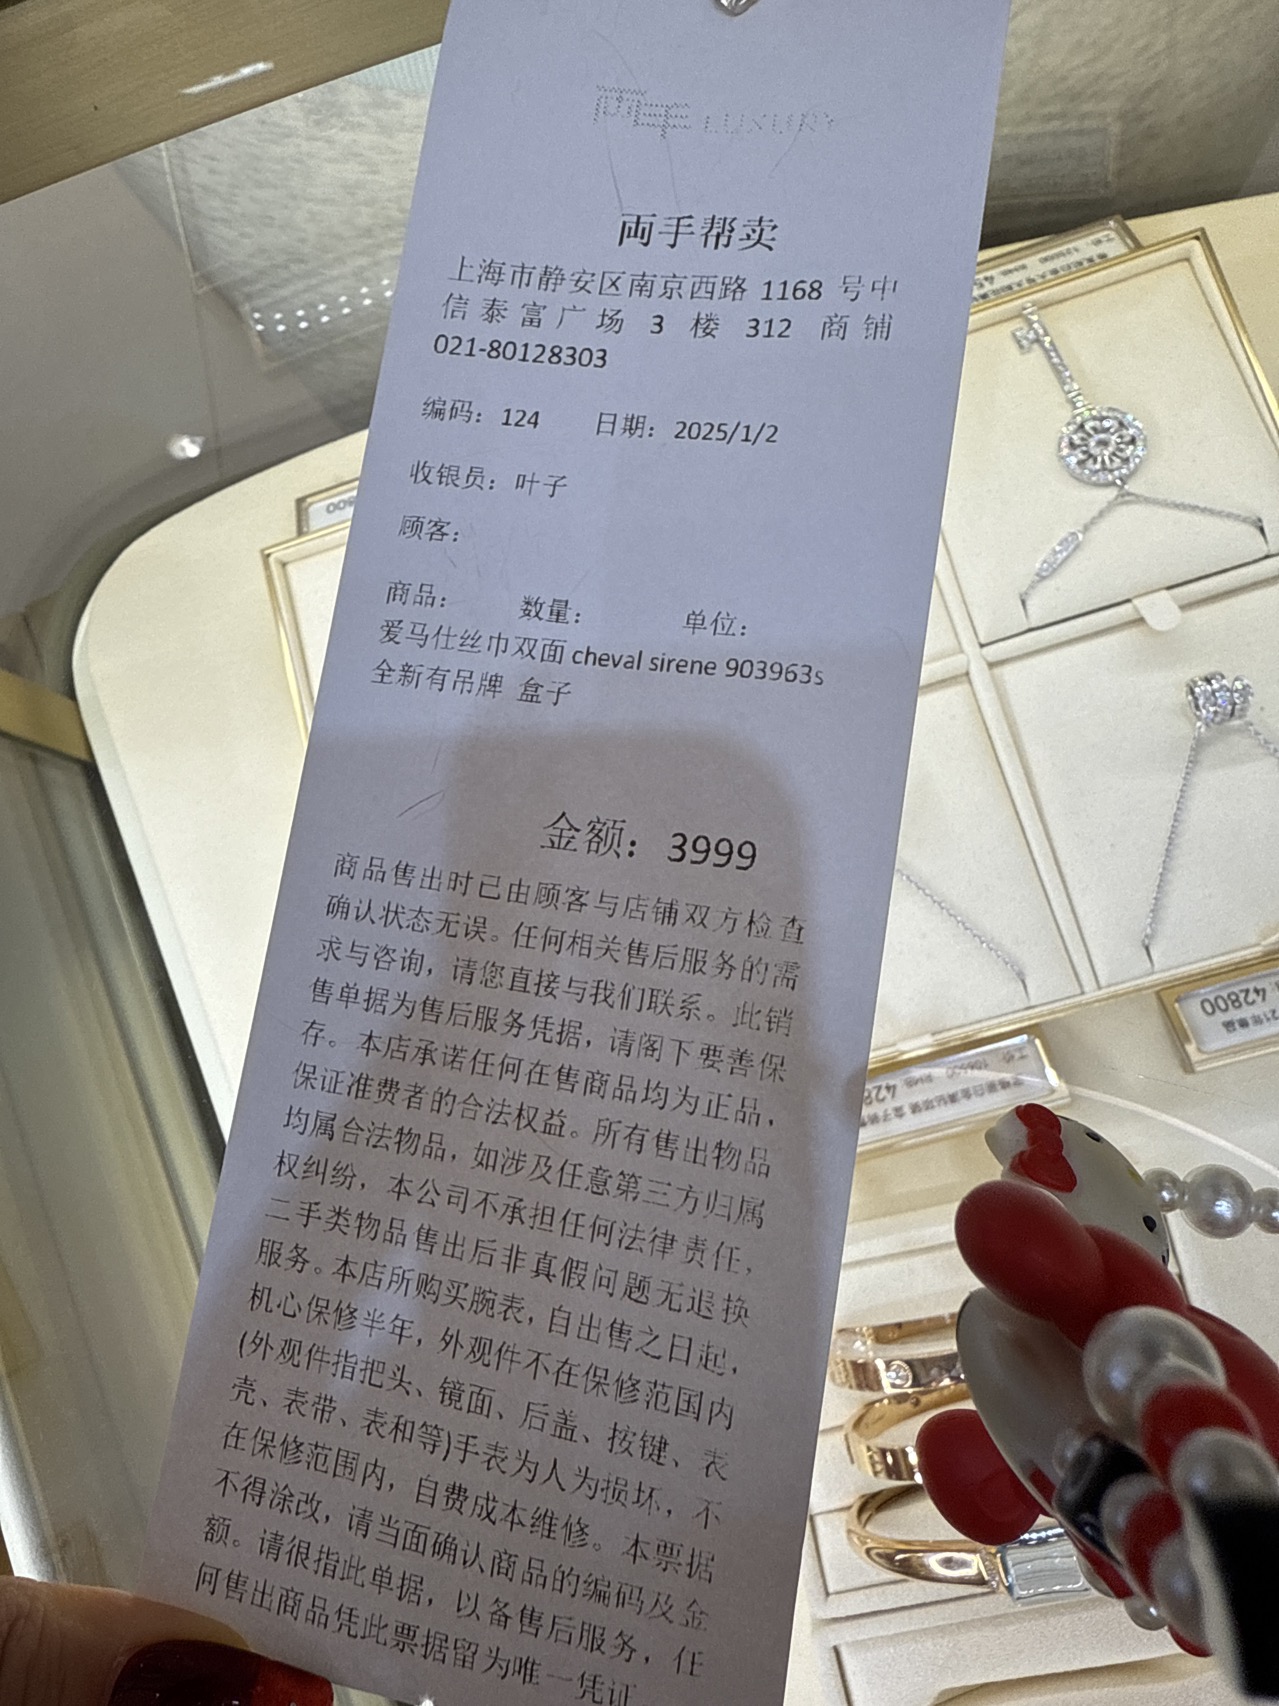 両手 LUXURY
両手帮卖
上海市静安区南京西路 1168 号中
信泰富广场 3 楼 312 商铺
021-80128303
编码：124 日期：2025/1/2
收银员：叶子
顾客：
商品： 数量： 单位：
爱马仕丝巾双面 cheval sirene 903963s
全新有吊牌 盒子
金额：3999
商品售出时已由顾客与店铺双方检查
确认状态无误。任何相关售后服务的需
求与咨询，请您直接与我们联系。此销
售单据为售后服务凭据，请阁下要善保
存。本店承诺任何在售商品均为正品，
保证准费者的合法权益。所有售出物品
均属合法物品，如涉及任意第三方归属
权纠纷，本公司不承担任何法律责任，
二手类物品售出后非真假问题无退换
服务。本店所购买腕表，自出售之日起，
机心保修半年，外观件不在保修范国内
(外观件指把头、镜面、后盖、按键、表
壳、表带、表和等)手表为人为损坏，不
在保修范围内，自费成本维修。本票据
不得涂改，请当面确认商品的编码及金
额。请很指此单据，以备售后服务，任
何售出商品凭此票据留为唯一凭证
42800